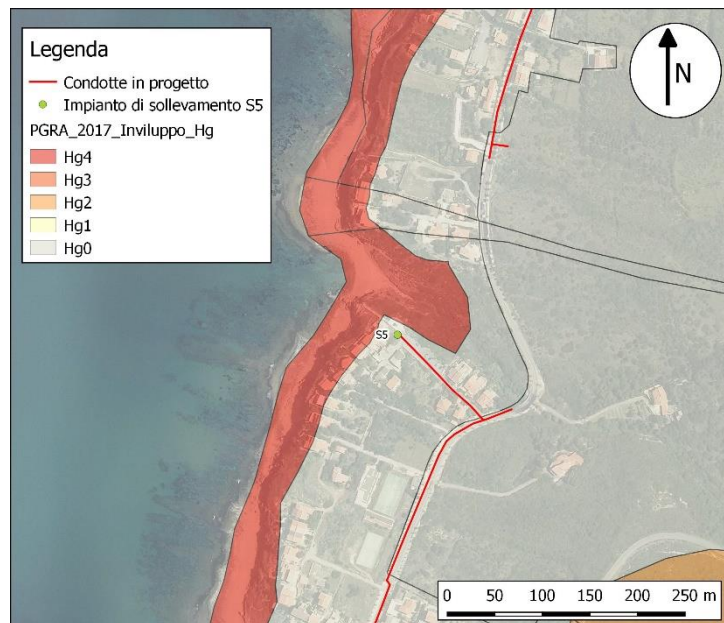 Legenda
Condotte in progetto
Impianto di sollevamento S5
PGRA_2017_Inviluppo_Hg
Hg4
Hg3
Hg2
Hg1
Hg0
N
S5
0 50 100 150 200 250 m